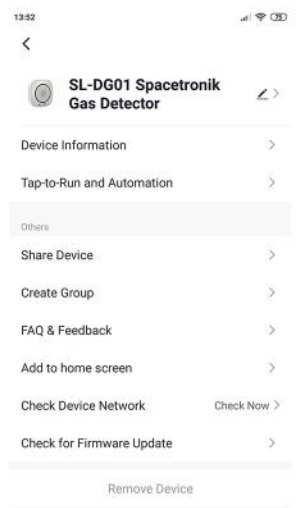 13:52
SL-DG01 Spacetronik
Gas Detector
Device Information
Tap-to-Run and Automation
Others
Share Device
Create Group
FAQ & Feedback
Add to home screen
Check Device Network Check Now
Check for Firmware Update
Remove Device